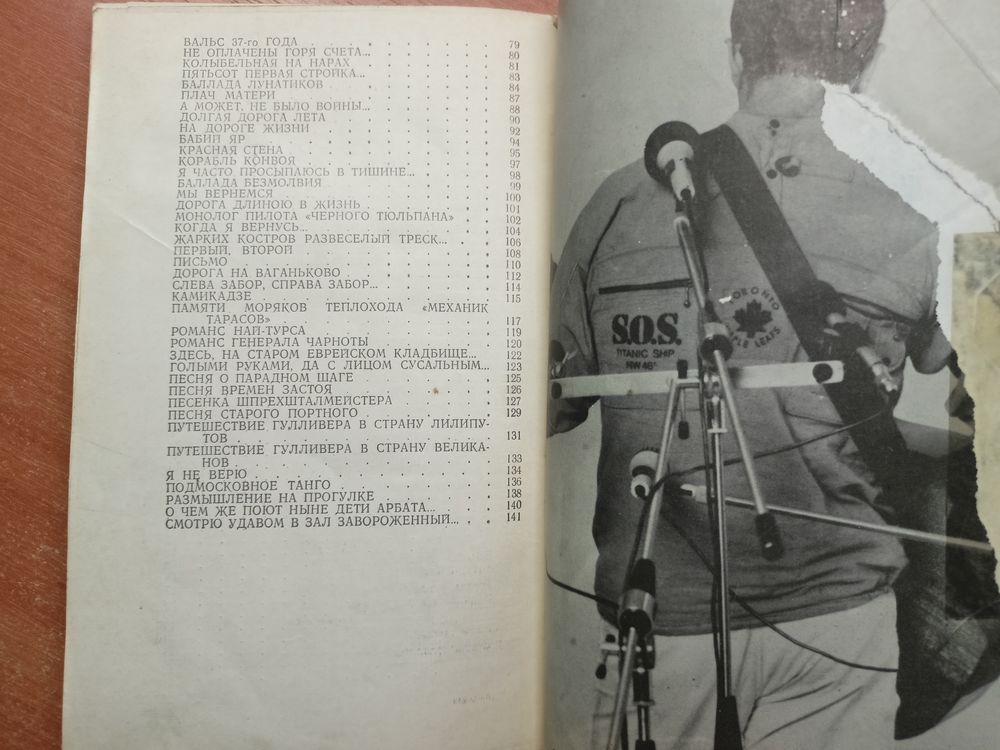 ВАЛЬС 37-го ГОДА . . . . . . . 79
НЕ ОПЛАЧЕНЫ ГОРЯ СЧЕТА... . . . . 80
КОЛЫБЕЛЬНАЯ НА НАРАХ . . . . . 81
ПЯТЬСОТ ПЕРВАЯ СТРОЙКА... . . . . 83
БАЛЛАДА ЛУНАТИКОВ . . . . . . 84
ПЛАЧ МАТЕРИ . . . . . . . . 87
А МОЖЕТ, НЕ БЫЛО ВОЙНЫ... . . . . 88
ДОЛГАЯ ДОРОГА ЛЕТА . . . . . . 90
НА ДОРОГЕ ЖИЗНИ . . . . . . . 92
БАБИЙ ЯР . . . . . . . . . 94
КРАСНАЯ СТЕНА . . . . . . . 95
КОРАБЛЬ КОНВОЯ . . . . . . . 97
Я ЧАСТО ПРОСЫПАЮСЬ В ТИШИНЕ... . . . 98
БАЛЛАДА БЕЗМОЛВИЯ . . . . . . 99
МЫ ВЕРНЕМСЯ . . . . . . . . 100
ДОРОГА ДЛИНОЮ В ЖИЗНЬ . . . . . 101
МОНОЛОГ ПИЛОТА «ЧЕРНОГО ТЮЛЬПАНА» . . 102
КОГДА Я ВЕРНУСЬ... . . . . . . 104
ЖАРКИХ КОСТРОВ РАЗВЕСЕЛЫЙ ТРЕСК... . . 106
ПЕРВЫЙ, ВТОРОЙ . . . . . . . 108
ПИСЬМО . . . . . . . . . 110
ДОРОГА НА ВАГАНЬКОВО . . . . . 112
СЛЕВА ЗАБОР, СПРАВА ЗАБОР... . . . . 114
КАМИКАДЗЕ . . . . . . . . 115
ПАМЯТИ МОРЯКОВ ТЕПЛОХОДА «МЕХАНИК
ТАРАСОВ» . . . . . . . . 117
РОМАНС НАЙ-ТУРСА . . . . . . . 119
РОМАНС ГЕНЕРАЛА ЧАРНОТЫ . . . . . 120
ЗДЕСЬ, НА СТАРОМ ЕВРЕЙСКОМ КЛАДБИЩЕ... . 122
ГОЛЫМИ РУКАМИ, ДА С ЛИЦОМ СУСАЛЬНЫМ... . 123
ПЕСНЯ О ПАРАДНОМ ШАГЕ . . . . . 125
ПЕСНЯ ВРЕМЕН ЗАСТОЯ . . . . . . 126
ПЕСЕНКА ШПРЕХШТАЛМЕЙСТЕРА . . . . 127
ПЕСНЯ СТАРОГО ПОРТНОГО . . . . . 129
ПУТЕШЕСТВИЕ ГУЛЛИВЕРА В СТРАНУ ЛИЛИПУ-
ТОВ . . . . . . . . . . 131
ПУТЕШЕСТВИЕ ГУЛЛИВЕРА В СТРАНУ ВЕЛИКА-
НОВ . . . . . . . . . . 133
Я НЕ ВЕРЮ . . . . . . . . 134
ПОДМОСКОВНОЕ ТАНГО . . . . . . 136
РАЗМЫШЛЕНИЕ НА ПРОГУЛКЕ . . . . . 138
О ЧЕМ ЖЕ ПОЮТ НЫНЕ ДЕТИ АРБАТА... . . 140
СМОТРЮ УДАВОМ В ЗАЛ ЗАВОРОЖЕННЫЙ... . . 141
S.O.S.
TITANIC SHIP
NW 46°
TORONTO
PLE LEAFS